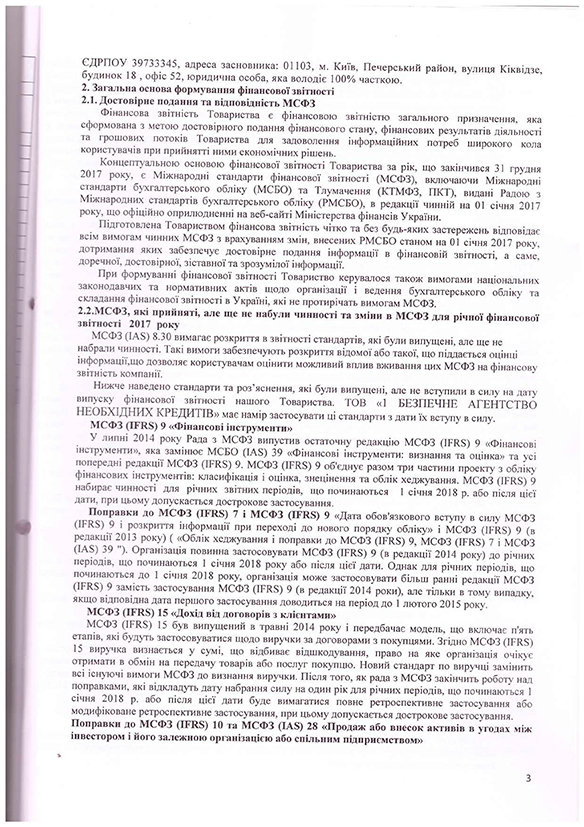 ЄДРПОУ 39733345, адреса засновника: 01103, м. Київ, Печерський район, вулиця Кіквідзе,
будинок 18 , офіс 52, юридична особа, яка володіє 100% часткою.
2. Загальна основа формування фінансової звітності
2.1. Достовірне подання та відповідність МСФЗ
Фінансова звітність Товариства є фінансовою звітністю загального призначення, яка
сформована з метою достовірного подання фінансового стану, фінансових результатів діяльності
та грошових потоків Товариства для задоволення інформаційних потреб широкого кола
користувачів при прийнятті ними економічних рішень.
Концептуальною основою фінансової звітності Товариства за рік, що закінчився 31 грудня
2017 року, є Міжнародні стандарти фінансової звітності (МСФЗ), включаючи Міжнародні
стандарти бухгалтерського обліку (МСБО) та Тлумачення (КТМФЗ, ПКТ), видані Радою з
Міжнародних стандартів бухгалтерського обліку (РМСБО), в редакції чинній на 01 січня 2017
року, що офіційно оприлюдненні на веб-сайті Міністерства фінансів України.
Підготовлена Товариством фінансова звітність чітко та без будь-яких застережень відповідає
всім вимогам чинних МСФЗ з врахуванням змін, внесених РМСБО станом на 01 січня 2017 року,
дотримання яких забезпечує достовірне подання інформації в фінансовій звітності, а саме,
доречної, достовірної, зіставної та зрозумілої інформації.
При формуванні фінансової звітності Товариство керувалося також вимогами національних
законодавчих та нормативних актів щодо організації і ведення бухгалтерського обліку та
складання фінансової звітності в Україні, які не протирічать вимогам МСФЗ.
2.2.МСФЗ, які прийняті, але ще не набули чинності та зміни в МСФЗ для річної фінансової
звітності 2017 року
МСФЗ (IAS) 8.30 вимагає розкриття в звітності стандартів, які були випущені, але ще не
набрали чинності. Такі вимоги забезпечують розкриття відомої або такої, що піддається оцінці
інформації,що дозволяє користувачам оцінити можливий вплив вживання цих МСФЗ на фінансову
звітність компанії.
Нижче наведено стандарти та роз’яснення, які були випущені, але не вступили в силу на дату
випуску фінансової звітності нашого Товариства. ТОВ «1 БЕЗПЕЧНЕ АГЕНТСТВО
НЕОБХІДНИХ КРЕДИТІВ» має намір застосувати ці стандарти з дати їх вступу в силу.
МСФЗ (IFRS) 9 «Фінансові інструменти»
У липні 2014 року Рада з МСФЗ випустив остаточну редакцію МСФЗ (IFRS) 9 «Фінансові
інструменти», яка замінює МСБО (IAS) 39 «Фінансові інструменти: визнання та оцінка» та усі
попередні редакції МСФЗ (IFRS) 9. МСФЗ (IFRS) 9 об'єднує разом три частини проекту з обліку
фінансових інструментів: класифікація і оцінка, знецінення та облік хеджування. МСФЗ (IFRS) 9
набирає чинності для річних звітних періодів, що починаються 1 січня 2018 р. або після цієї
дати, при цьому допускається дострокове застосування.
Поправки до МСФЗ (IFRS) 7 і МСФЗ (IFRS) 9 «Дата обов'язкового вступу в силу МСФЗ
(IFRS) 9 і розкриття інформації при переході до нового порядку обліку» і МСФЗ (IFRS) 9 (в
редакції 2013 року) ( «Облік хеджування і поправки до МСФЗ (IFRS) 9, МСФЗ (IFRS) 7 і МСФЗ
(IAS) 39 "). Організація повинна застосовувати МСФЗ (IFRS) 9 (в редакції 2014 року) до річних
періодів, що починаються 1 січня 2018 року або після цієї дати. Однак для річних періодів, що
починаються до 1 січня 2018 року, організація може застосовувати більш ранні редакції МСФЗ
(IFRS) 9 замість застосування МСФЗ (IFRS) 9 (в редакції 2014 роки), але тільки в тому випадку,
якщо відповідна дата першого застосування доводиться на період до 1 лютого 2015 року.
МСФЗ (IFRS) 15 «Дохід від договорів з клієнтами»
МСФЗ (IFRS) 15 був випущений в травні 2014 року і передбачає модель, що включає п'ять
етапів, які будуть застосовуватися щодо виручки за договорами з покупцями. Згідно МСФЗ (IFRS)
15 виручка визнається у сумі, що відбиває відшкодування, право на яке організація очікує
отримати в обмін на передачу товарів або послуг покупцю. Новий стандарт по виручці замінить
всі існуючі вимоги МСФЗ до визнання виручки. Після того, як рада з МСФЗ закінчить роботу над
поправками, які відкладуть дату набрання силу на один рік для річних періодів, що починаються 1
січня 2018 р. або після цієї дати буде вимагатися повне ретроспективне застосування або
модифіковане ретроспективне застосування, при цьому допускається дострокове застосування.
Поправки до МСФЗ (IFRS) 10 та МСФЗ (IAS) 28 «Продаж або внесок активів в угодах між
інвестором і його залежною організацією або спільним підприємством»
3